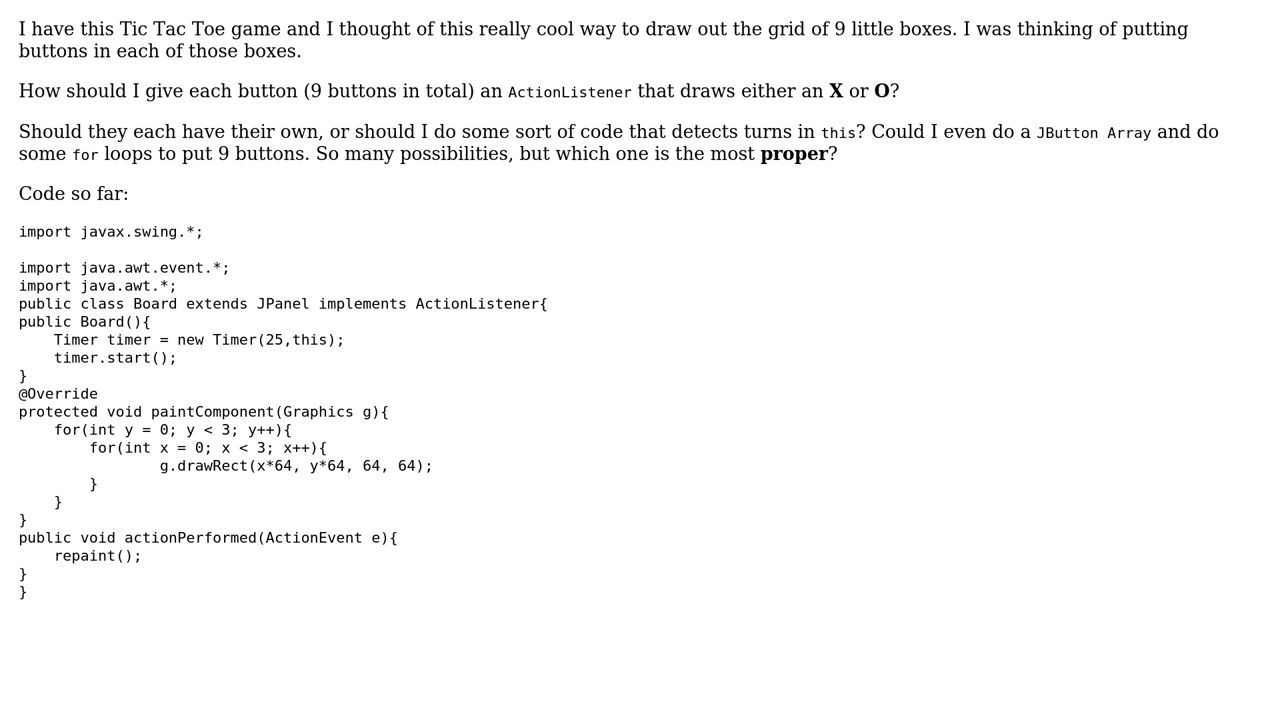 I have this Tic Tac Toe game and I thought of this really cool way to draw out the grid of 9 little boxes. I was thinking of putting
buttons in each of those boxes.
How should I give each button (9 buttons in total) an ActionListener that draws either an X or O?
Should they each have their own, or should I do some sort of code that detects turns in this? Could I even do a JButton Array and do
some for loops to put 9 buttons. So many possibilities, but which one is the most proper?
Code so far:
import javax.swing.*;

import java.awt.event.*;
import java.awt.*;
public class Board extends JPanel implements ActionListener{
public Board(){
    Timer timer = new Timer(25,this);
    timer.start();
}
@Override
protected void paintComponent(Graphics g){
    for(int y = 0; y < 3; y++){
        for(int x = 0; x < 3; x++){
                g.drawRect(x*64, y*64, 64, 64);
        }
    }
}
public void actionPerformed(ActionEvent e){
    repaint();
}
}